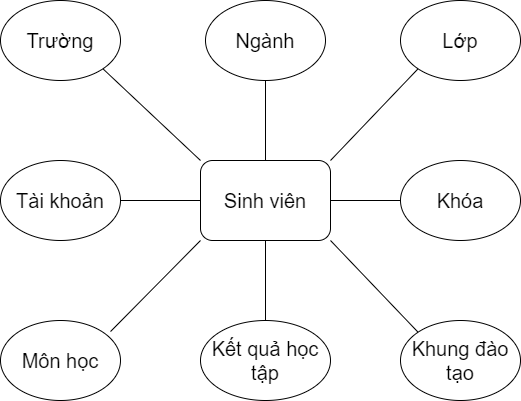 Trường
Ngành
Lớp
Tài khoản
Sinh viên
Khóa
Môn học
Kết quả học
tập
Khung đào
tạo